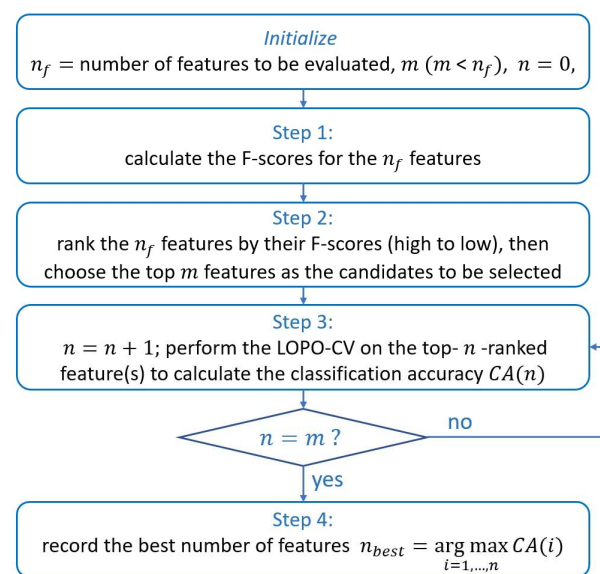 Initialize
n_f = number of features to be evaluated, m (m < n_f), n = 0,
Step 1:
calculate the F-scores for the n_f features
Step 2:
rank the n_f features by their F-scores (high to low), then
choose the top m features as the candidates to be selected
Step 3:
n = n + 1; perform the LOPO-CV on the top- n -ranked
feature(s) to calculate the classification accuracy CA(n)
n = m ?
no
yes
Step 4:
record the best number of features n_best = arg max CA(i)
i=1,...,n